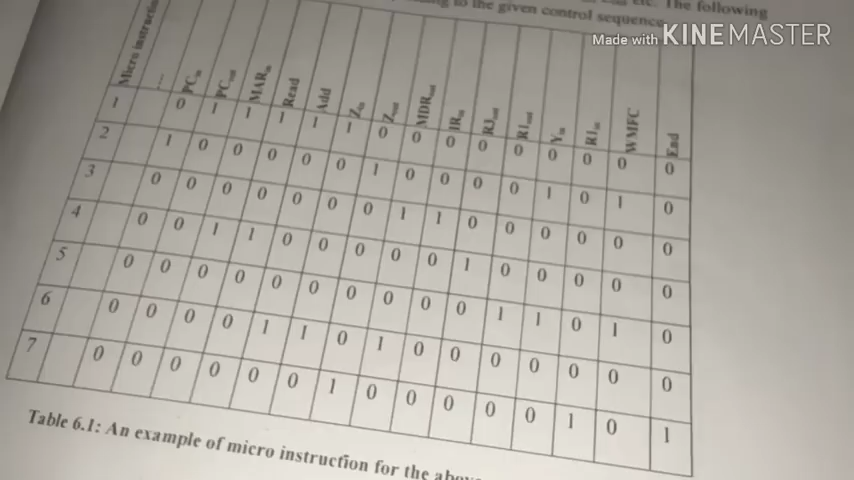 etc. The following
to the given control sequence
Made with KINEMASTER
Micro instruction ... PCin PCout MARin Read Add Zin Zout MDRout IRin R3out R1out Yin R1in WMFC End
1 0 1 1 1 1 1 0 0 0 0 0 0 0 0 0
2 1 0 0 0 0 0 1 0 0 0 0 1 0 1 0
3 0 0 0 0 0 0 0 1 1 0 0 0 0 0 0
4 0 0 1 1 0 0 0 0 0 1 0 0 0 0 0
5 0 0 0 0 0 0 0 0 0 0 1 1 0 1 0
6 0 0 0 0 1 1 0 1 0 0 0 0 0 0 0
7 0 0 0 0 0 0 1 0 0 0 0 0 1 0 1
Table 6.1: An example of micro instruction for the above